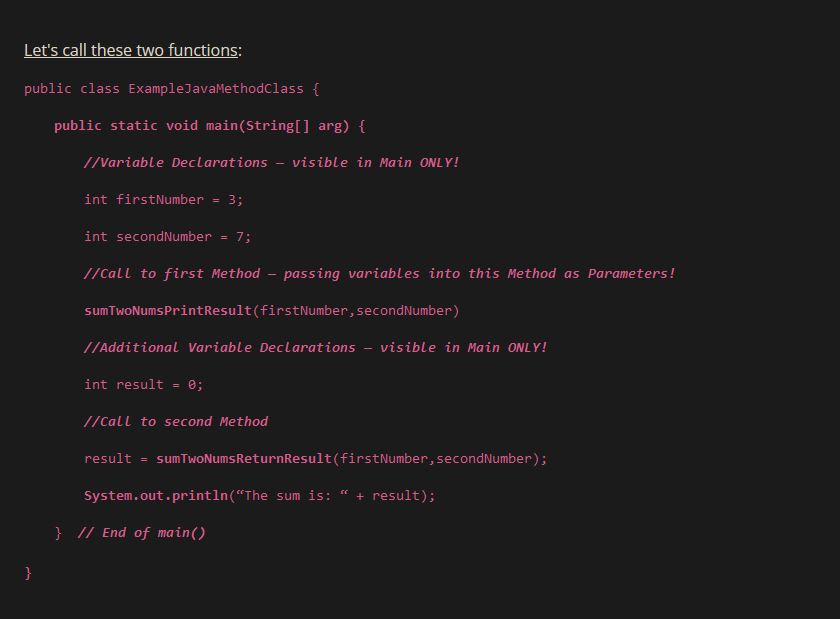 Let's call these two functions:
public class ExampleJavaMethodClass {
public static void main(String[] arg) {
//Variable Declarations – visible in Main ONLY!
int firstNumber = 3;
int secondNumber = 7;
//Call to first Method – passing variables into this Method as Parameters!
sumTwoNumsPrintResult(firstNumber,secondNumber)
//Additional Variable Declarations – visible in Main ONLY!
int result = 0;
//Call to second Method
result = sumTwoNumsReturnResult(firstNumber,secondNumber);
System.out.println(“The sum is: “ + result);
} // End of main()
}